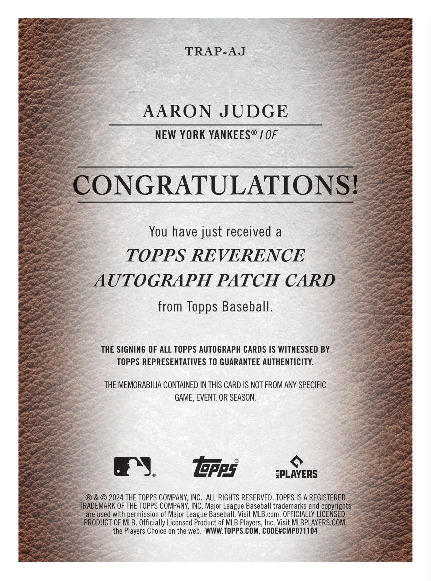 TRAP-AJ
AARON JUDGE
NEW YORK YANKEES® / OF
CONGRATULATIONS!
You have just received a
TOPPS REVERENCE
AUTOGRAPH PATCH CARD
from Topps Baseball.
THE SIGNING OF ALL TOPPS AUTOGRAPH CARDS IS WITNESSED BY
TOPPS REPRESENTATIVES TO GUARANTEE AUTHENTICITY.
THE MEMORABILIA CONTAINED IN THIS CARD IS NOT FROM ANY SPECIFIC
GAME, EVENT, OR SEASON.
Topps PLAYERS
® & © 2024 THE TOPPS COMPANY, INC. ALL RIGHTS RESERVED. TOPPS IS A REGISTERED
TRADEMARK OF THE TOPPS COMPANY, INC. Major League Baseball trademarks and copyrights
are used with permission of Major League Baseball. Visit MLB.com. OFFICIALLY LICENSED
PRODUCT OF MLB. Officially Licensed Product of MLB Players, Inc. Visit MLBPLAYERS.COM,
the Players Choice on the web. WWW.TOPPS.COM. CODE#CMP071104